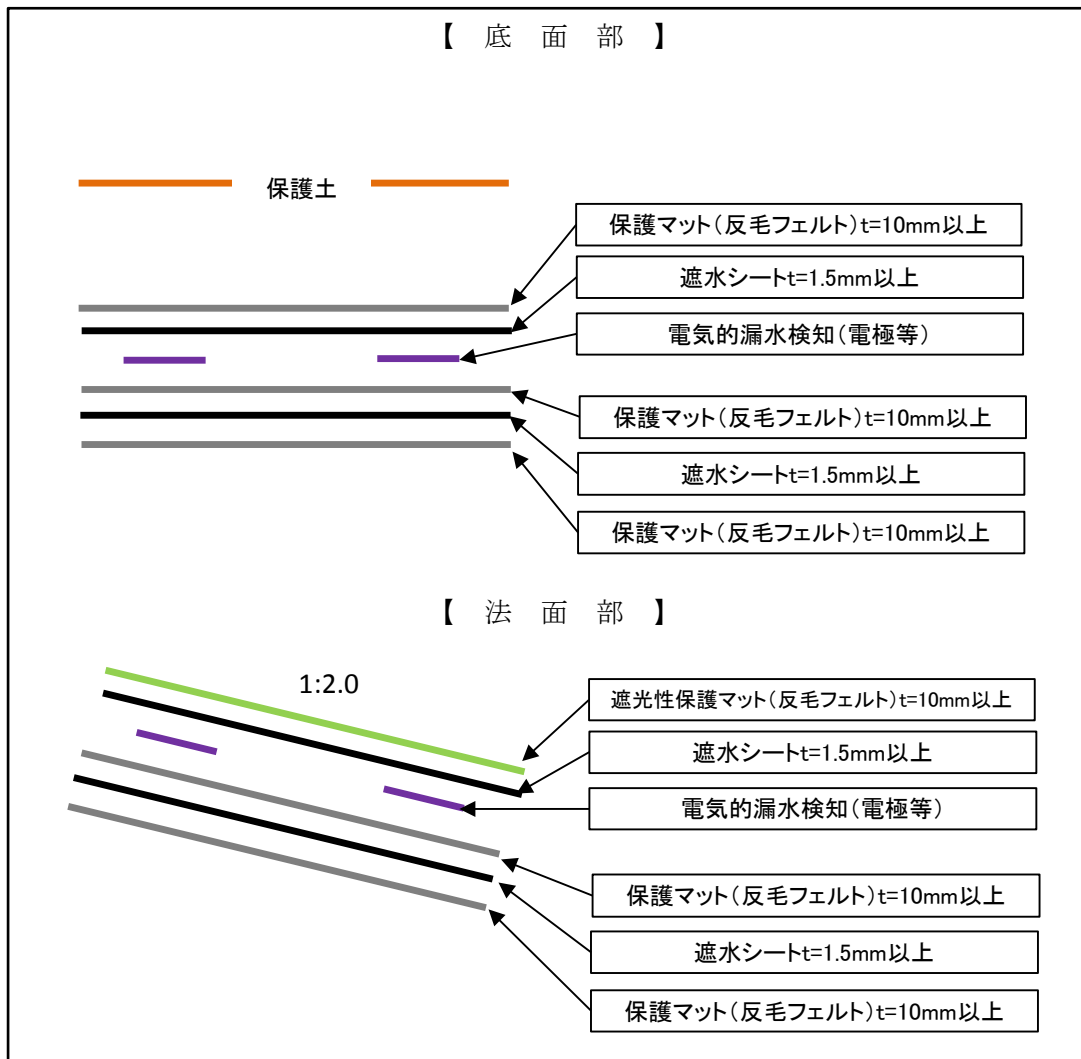 【 底 面 部 】
保護土
保護マット(反毛フェルト)t=10mm以上
遮水シートt=1.5mm以上
電気的漏水検知(電極等)
保護マット(反毛フェルト)t=10mm以上
遮水シートt=1.5mm以上
保護マット(反毛フェルト)t=10mm以上
【 法 面 部 】
1:2.0
遮光性保護マット(反毛フェルト)t=10mm以上
遮水シートt=1.5mm以上
電気的漏水検知(電極等)
保護マット(反毛フェルト)t=10mm以上
遮水シートt=1.5mm以上
保護マット(反毛フェルト)t=10mm以上